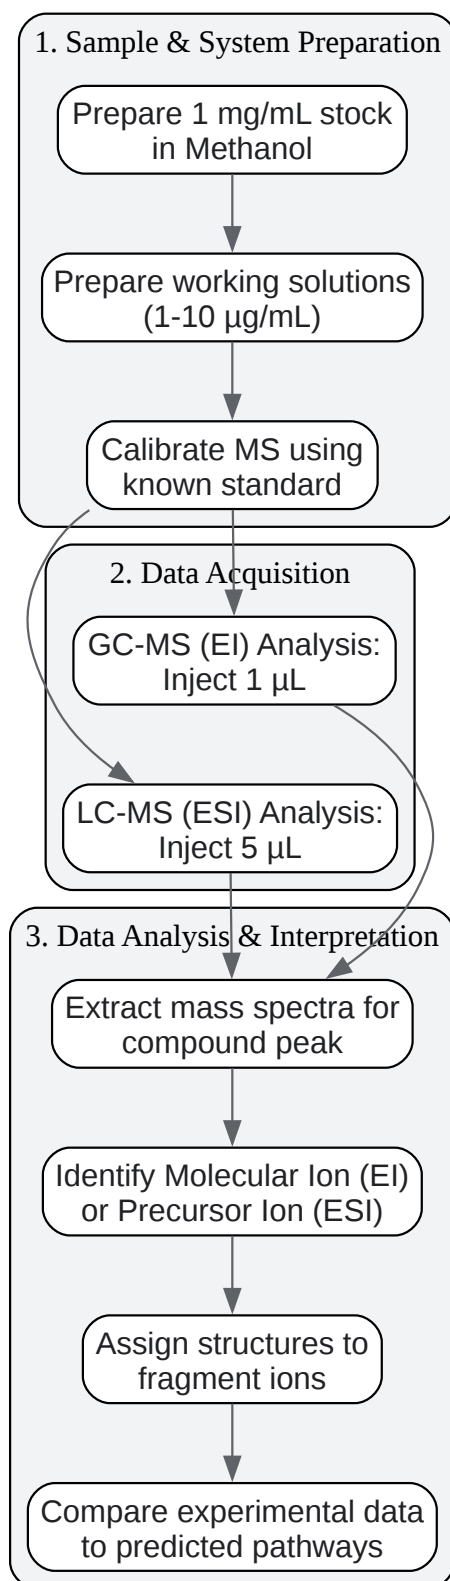 1. Sample & System Preparation
Prepare 1 mg/mL stock
in Methanol
Prepare working solutions
(1-10 µg/mL)
Calibrate MS using
known standard
2. Data Acquisition
GC-MS (EI) Analysis:
Inject 1 µL
LC-MS (ESI) Analysis:
Inject 5 µL
3. Data Analysis & Interpretation
Extract mass spectra for
compound peak
Identify Molecular Ion (EI)
or Precursor Ion (ESI)
Assign structures to
fragment ions
Compare experimental data
to predicted pathways